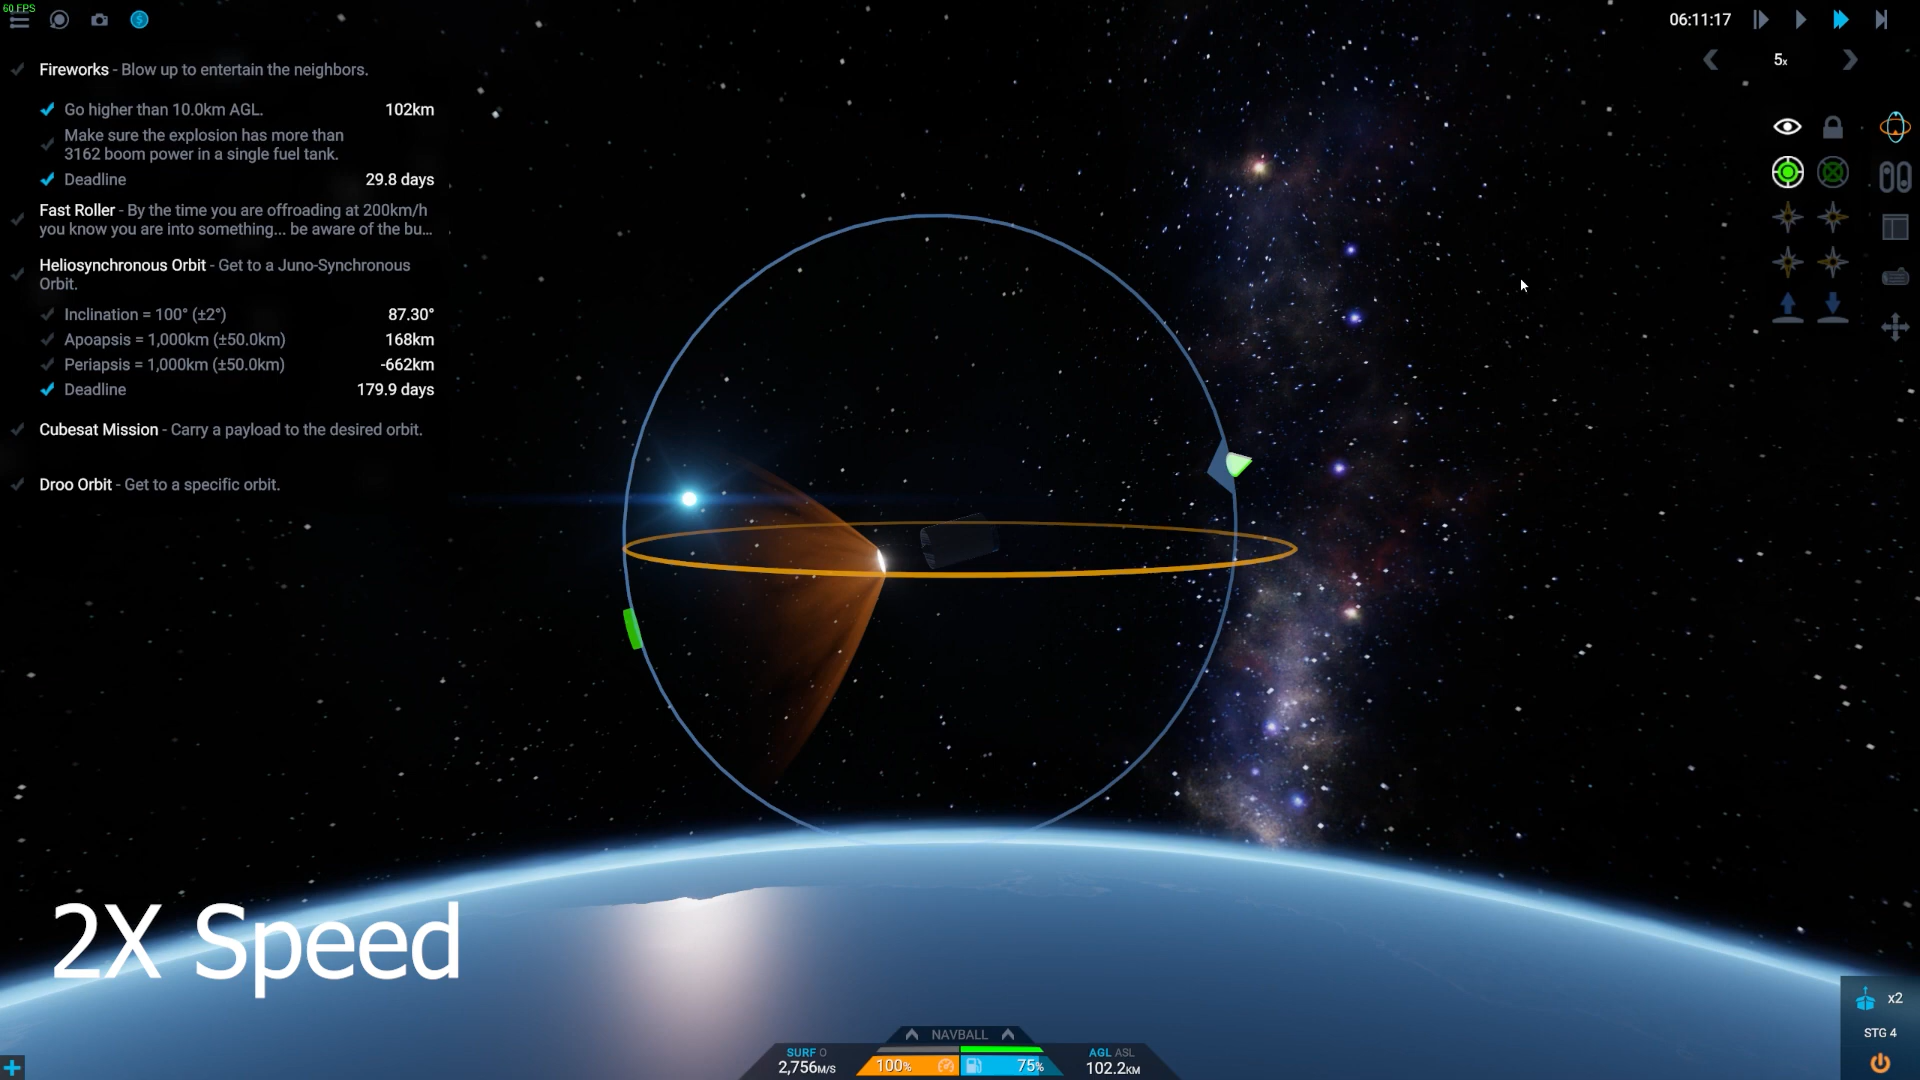 60 FPS
06:11:17
5x
Fireworks - Blow up to entertain the neighbors.
Go higher than 10.0km AGL. 102km
Make sure the explosion has more than
3162 boom power in a single fuel tank.
Deadline 29.8 days
Fast Roller - By the time you are offroading at 200km/h
you know you are into something... be aware of the bu...
Heliosynchronous Orbit - Get to a Juno-Synchronous
Orbit.
Inclination = 100° (±2°) 87.30°
Apoapsis = 1,000km (±50.0km) 168km
Periapsis = 1,000km (±50.0km) -662km
Deadline 179.9 days
Cubesat Mission - Carry a payload to the desired orbit.
Droo Orbit - Get to a specific orbit.
2X Speed
x2
STG 4
NAVBALL
SURF O
2,756M/S
100%
75%
AGL ASL
102.2KM